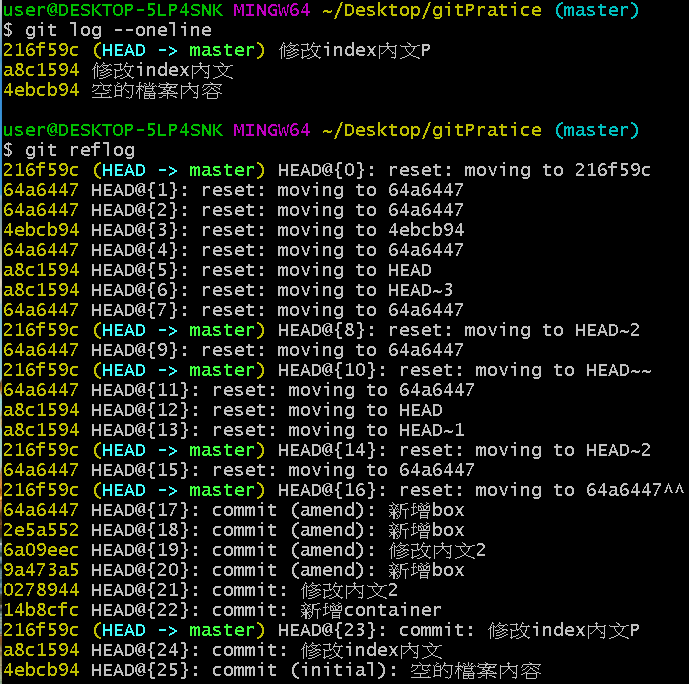 user@DESKTOP-5LP4SNK MINGW64 ~/Desktop/gitPratice (master)
$ git log --oneline
216f59c (HEAD -> master) 修改index內文P
a8c1594 修改index內文
4ebcb94 空的檔案內容
user@DESKTOP-5LP4SNK MINGW64 ~/Desktop/gitPratice (master)
$ git reflog
216f59c (HEAD -> master) HEAD@{0}: reset: moving to 216f59c
64a6447 HEAD@{1}: reset: moving to 64a6447
64a6447 HEAD@{2}: reset: moving to 64a6447
4ebcb94 HEAD@{3}: reset: moving to 4ebcb94
64a6447 HEAD@{4}: reset: moving to 64a6447
a8c1594 HEAD@{5}: reset: moving to HEAD
a8c1594 HEAD@{6}: reset: moving to HEAD~3
64a6447 HEAD@{7}: reset: moving to 64a6447
216f59c (HEAD -> master) HEAD@{8}: reset: moving to HEAD~2
64a6447 HEAD@{9}: reset: moving to 64a6447
216f59c (HEAD -> master) HEAD@{10}: reset: moving to HEAD~~
64a6447 HEAD@{11}: reset: moving to 64a6447
a8c1594 HEAD@{12}: reset: moving to HEAD
a8c1594 HEAD@{13}: reset: moving to HEAD~1
216f59c (HEAD -> master) HEAD@{14}: reset: moving to HEAD~2
64a6447 HEAD@{15}: reset: moving to 64a6447
216f59c (HEAD -> master) HEAD@{16}: reset: moving to 64a6447^^
64a6447 HEAD@{17}: commit (amend): 新增box
2e5a552 HEAD@{18}: commit (amend): 新增box
6a09eec HEAD@{19}: commit (amend): 修改內文2
9a473a5 HEAD@{20}: commit (amend): 新增box
0278944 HEAD@{21}: commit: 修改內文2
14b8cfc HEAD@{22}: commit: 新增container
216f59c (HEAD -> master) HEAD@{23}: commit: 修改index內文P
a8c1594 HEAD@{24}: commit: 修改index內文
4ebcb94 HEAD@{25}: commit (initial): 空的檔案內容